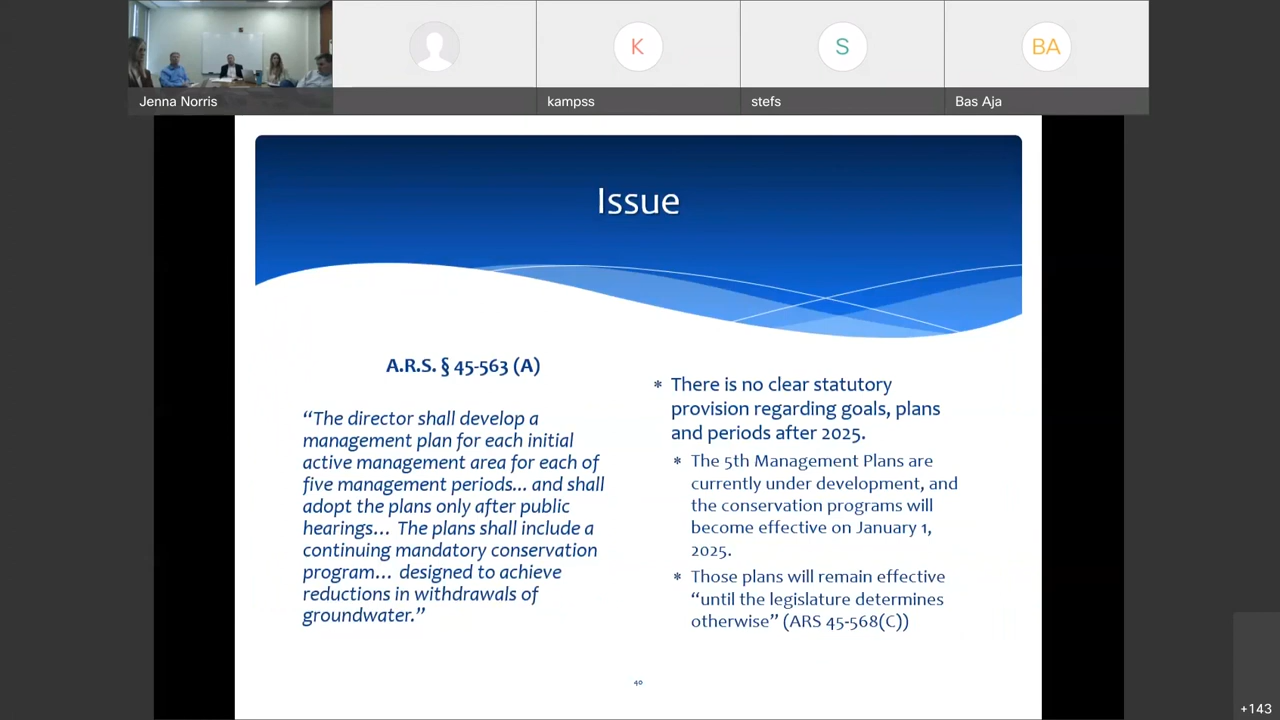 K
S
BA
Jenna Norris
kampss
stefs
Bas Aja
Issue
A.R.S. § 45-563 (A)
“The director shall develop a
management plan for each initial
active management area for each of
five management periods... and shall
adopt the plans only after public
hearings... The plans shall include a
continuing mandatory conservation
program... designed to achieve
reductions in withdrawals of
groundwater.”
* There is no clear statutory
provision regarding goals, plans
and periods after 2025.
* The 5th Management Plans are
currently under development, and
the conservation programs will
become effective on January 1,
2025.
* Those plans will remain effective
“until the legislature determines
otherwise” (ARS 45-568(C))
40
+143